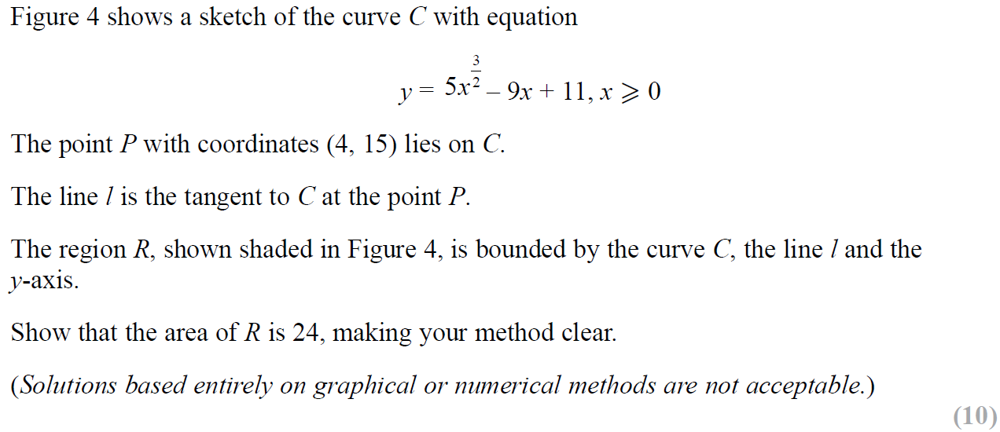 Figure 4 shows a sketch of the curve C with equation
y = 5x^{3/2} – 9x + 11, x ⩾ 0
The point P with coordinates (4, 15) lies on C.
The line l is the tangent to C at the point P.
The region R, shown shaded in Figure 4, is bounded by the curve C, the line l and the
y-axis.
Show that the area of R is 24, making your method clear.
(Solutions based entirely on graphical or numerical methods are not acceptable.)
(10)